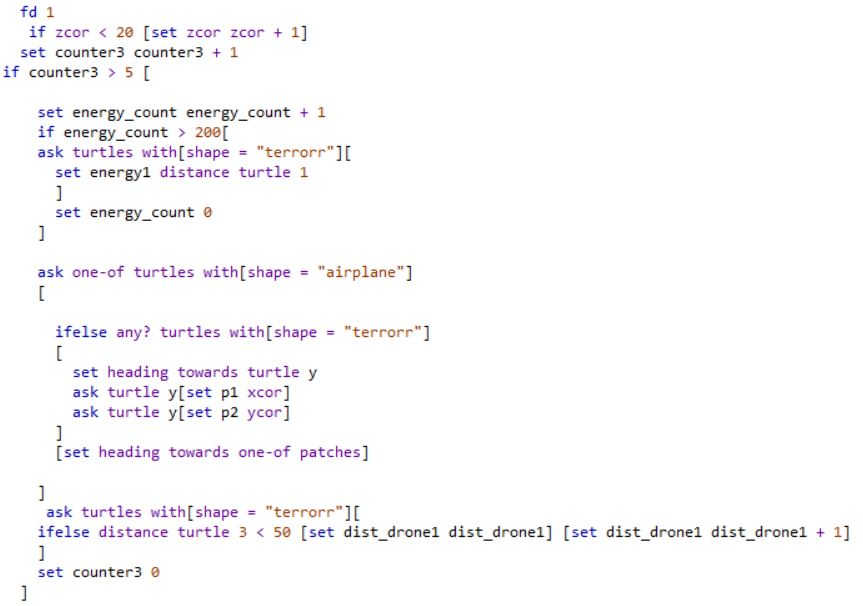 fd 1
if zcor < 20 [set zcor zcor + 1]
set counter3 counter3 + 1
if counter3 > 5 [
set energy_count energy_count + 1
if energy_count > 200[
ask turtles with[shape = "terrorr"][
set energy1 distance turtle 1
]
set energy_count 0
]
ask one-of turtles with[shape = "airplane"]
[
ifelse any? turtles with[shape = "terrorr"]
[
set heading towards turtle y
ask turtle y[set p1 xcor]
ask turtle y[set p2 ycor]
]
[set heading towards one-of patches]
]
ask turtles with[shape = "terrorr"][
ifelse distance turtle 3 < 50 [set dist_drone1 dist_drone1] [set dist_drone1 dist_drone1 + 1]
]
set counter3 0
]